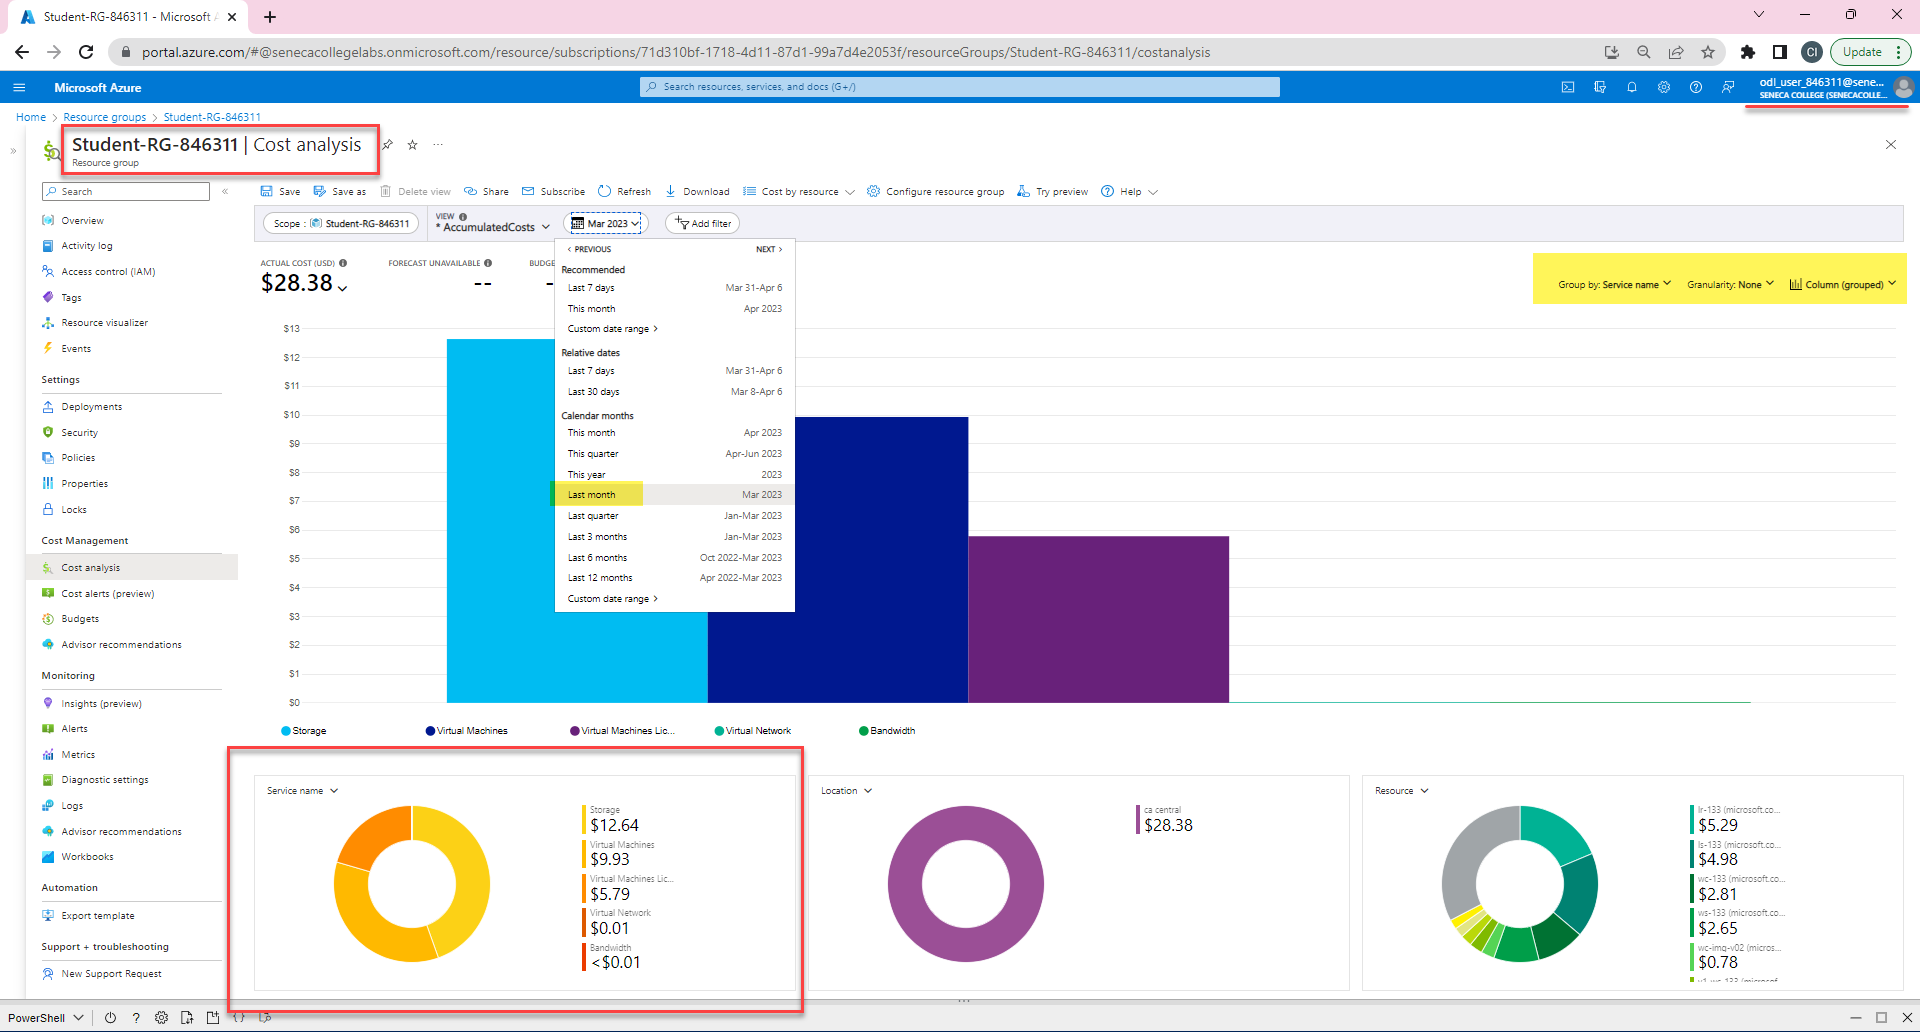 Student-RG-846311 - Microsoft A
portal.azure.com/#@senecacollegelabs.onmicrosoft.com/resource/subscriptions/71d310bf-1718-4d11-87d1-99a7d4e2053f/resourceGroups/Student-RG-846311/costanalysis
CI
Update
Microsoft Azure
Search resources, services, and docs (G+/)
odl_user_846311@sene...
SENECA COLLEGE (SENECACOLLE...
Home > Resource groups > Student-RG-846311
Student-RG-846311 | Cost analysis
Resource group
Search
Save
Save as
Delete view
Share
Subscribe
Refresh
Download
Cost by resource
Configure resource group
Try preview
Help
Overview
Activity log
Access control (IAM)
Tags
Resource visualizer
Events
Settings
Deployments
Security
Policies
Properties
Locks
Cost Management
Cost analysis
Cost alerts (preview)
Budgets
Advisor recommendations
Monitoring
Insights (preview)
Alerts
Metrics
Diagnostic settings
Logs
Advisor recommendations
Workbooks
Automation
Export template
Support + troubleshooting
New Support Request
Scope : Student-RG-846311
VIEW
* AccumulatedCosts
Mar 2023
Add filter
ACTUAL COST (USD)
$28.38
FORECAST UNAVAILABLE
--
BUDGE
-
Group by: Service name
Granularity: None
Column (grouped)
< PREVIOUS NEXT >
Recommended
Last 7 days Mar 31-Apr 6
This month Apr 2023
Custom date range >
Relative dates
Last 7 days Mar 31-Apr 6
Last 30 days Mar 8-Apr 6
Calendar months
This month Apr 2023
This quarter Apr-Jun 2023
This year 2023
Last month Mar 2023
Last quarter Jan-Mar 2023
Last 3 months Jan-Mar 2023
Last 6 months Oct 2022-Mar 2023
Last 12 months Apr 2022-Mar 2023
Custom date range >
$13
$12
$11
$10
$9
$8
$7
$6
$5
$4
$3
$2
$1
$0
Storage
Virtual Machines
Virtual Machines Lic...
Virtual Network
Bandwidth
Service name
Storage
$12.64
Virtual Machines
$9.93
Virtual Machines Lic...
$5.79
Virtual Network
$0.01
Bandwidth
<$0.01
Location
ca central
$28.38
Resource
lr-133 (microsoft.co...
$5.29
ls-133 (microsoft.co...
$4.98
wc-133 (microsoft.co...
$2.81
ws-133 (microsoft.co...
$2.65
wc-img-v02 (micros...
$0.78
PowerShell